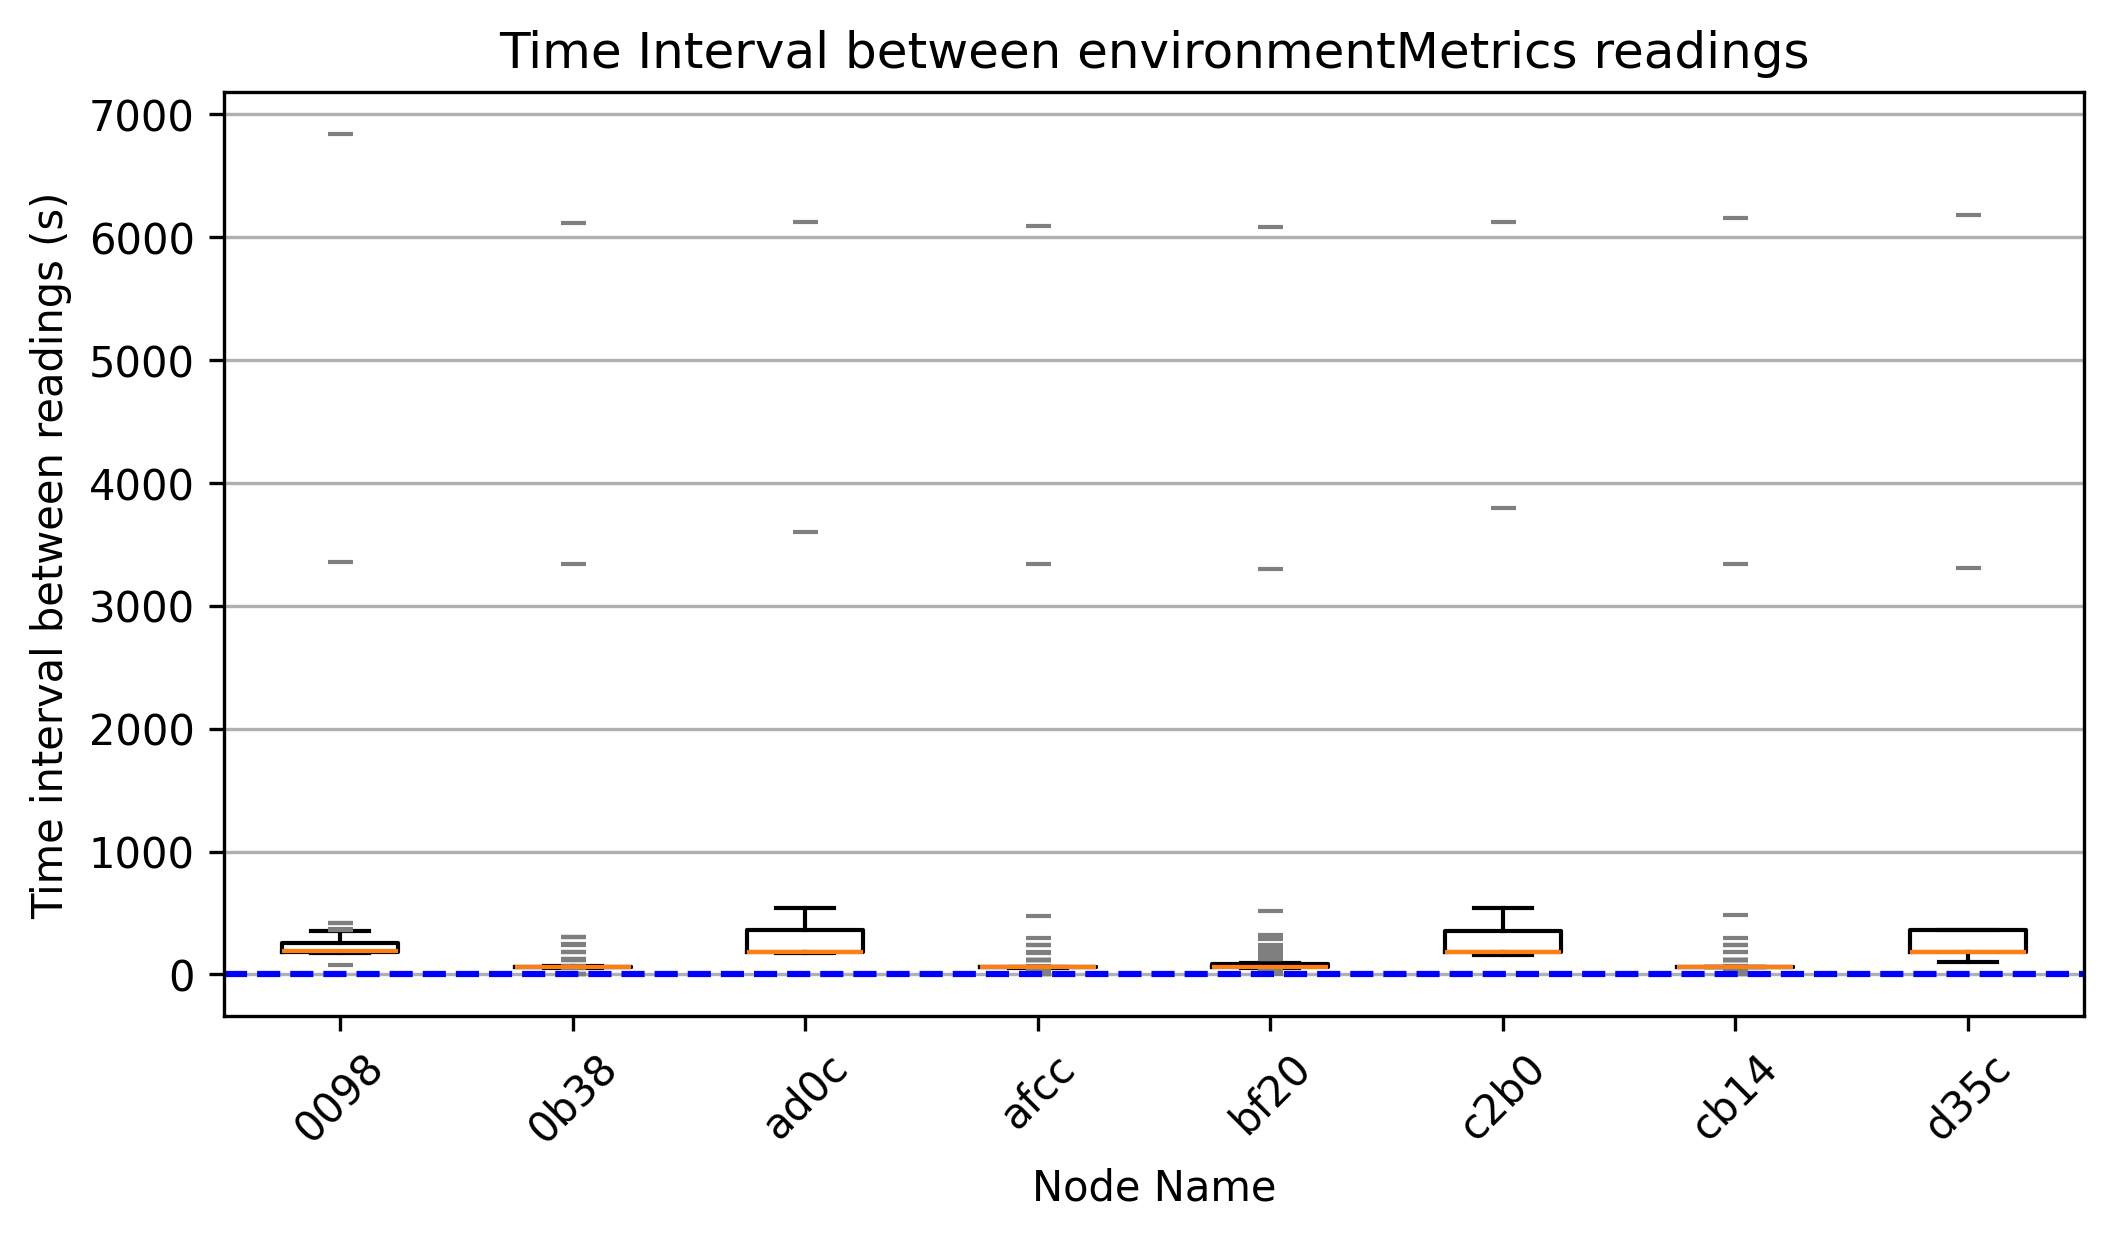 Time Interval between environmentMetrics readings
Time interval between readings (s)
7000
6000
5000
4000
3000
2000
1000
0
0098
0b38
ad0c
afcc
bf20
c2b0
cb14
d35c
Node Name